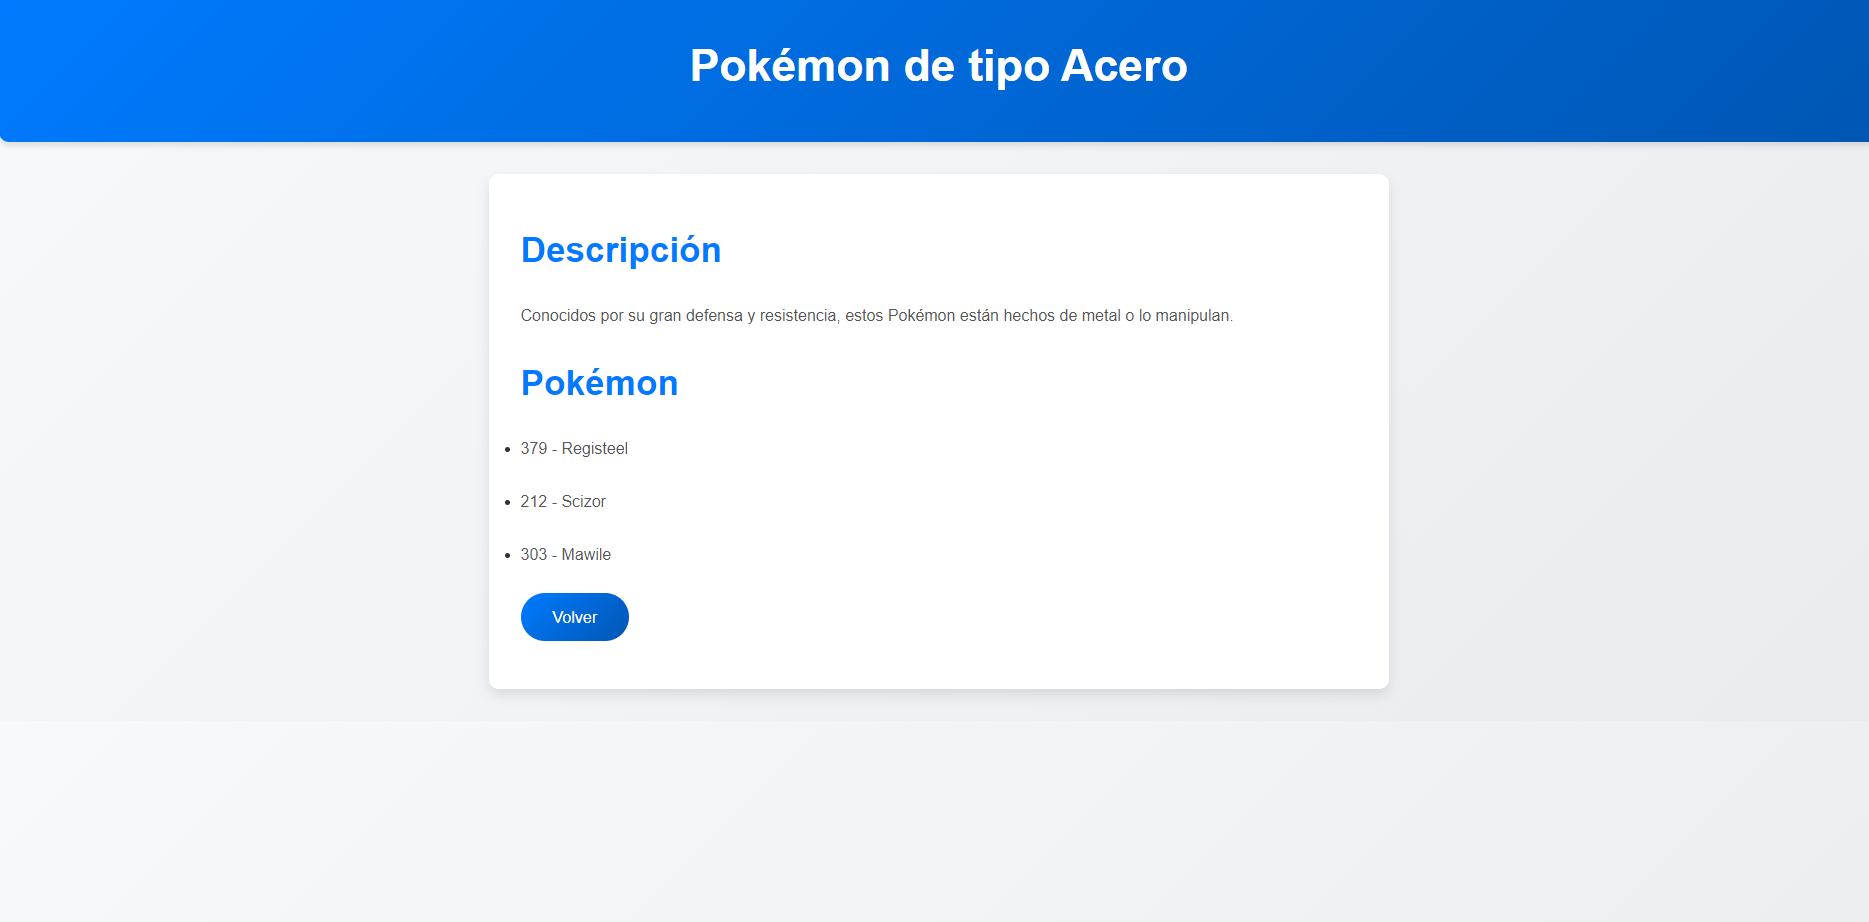 Pokémon de tipo Acero
Descripción
Conocidos por su gran defensa y resistencia, estos Pokémon están hechos de metal o lo manipulan.
Pokémon
379 - Registeel
212 - Scizor
303 - Mawile
Volver